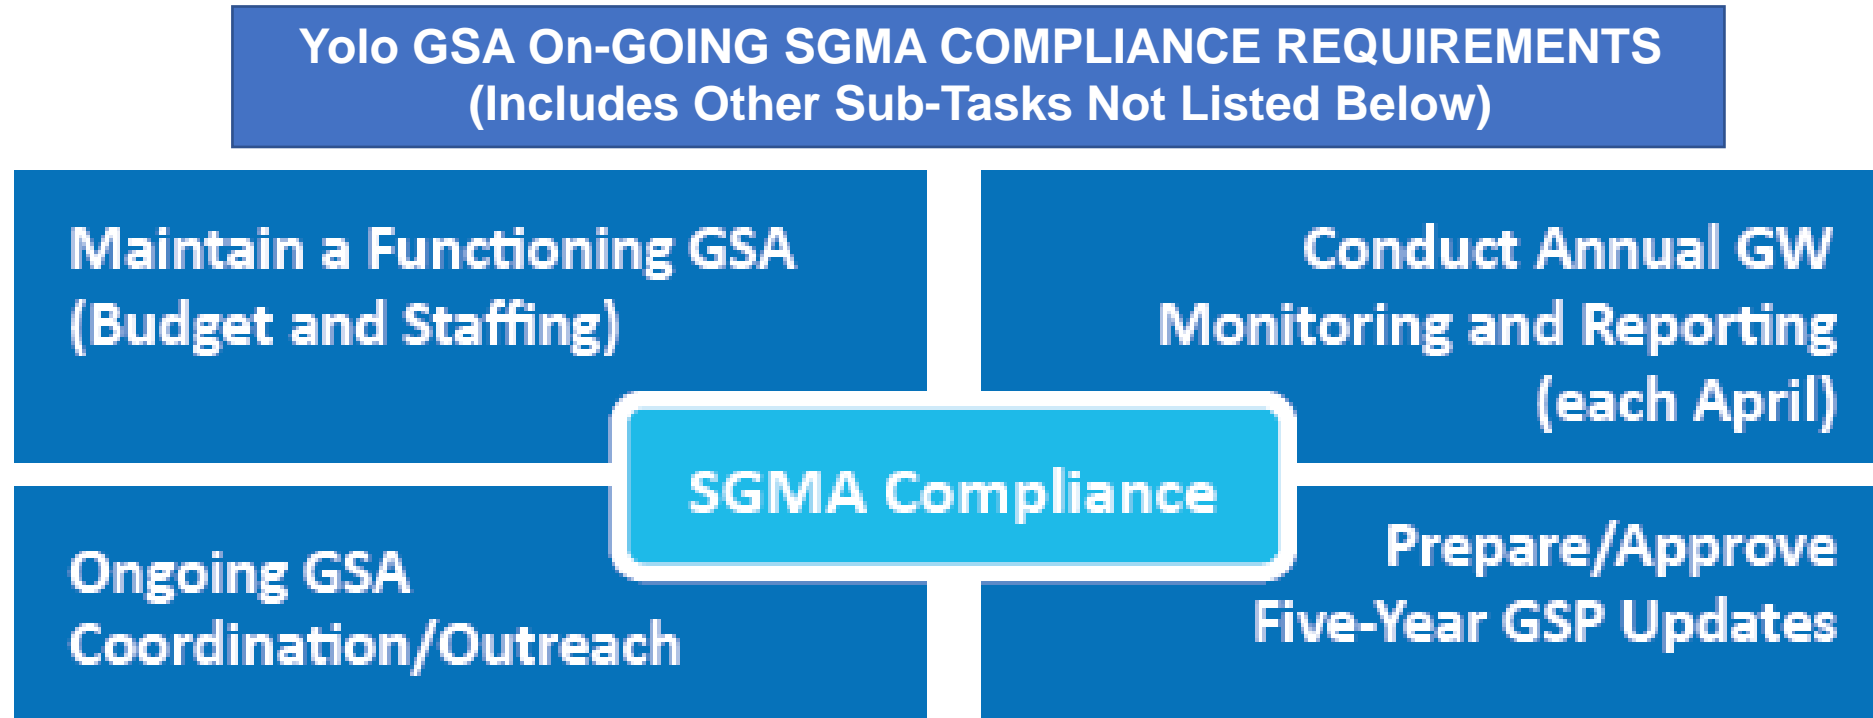 Yolo GSA On-GOING SGMA COMPLIANCE REQUIREMENTS
(Includes Other Sub-Tasks Not Listed Below)
Maintain a Functioning GSA
(Budget and Staffing)
Conduct Annual GW
Monitoring and Reporting
(each April)
SGMA Compliance
Ongoing GSA
Coordination/Outreach
Prepare/Approve
Five-Year GSP Updates